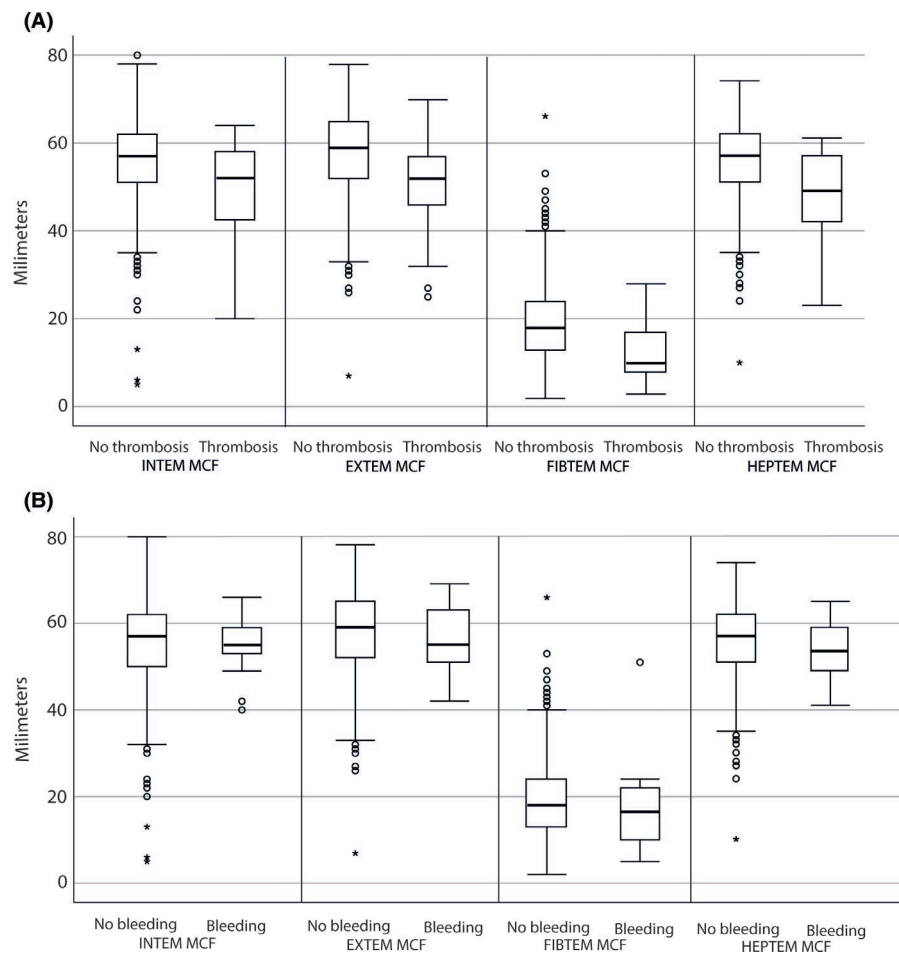 (A)
80
60
40
20
0
Milimeters
No thrombosis Thrombosis No thrombosis Thrombosis No thrombosis Thrombosis No thrombosis Thrombosis
INTEM MCF EXTEM MCF FIBTEM MCF HEPTEM MCF
(B)
80
60
40
20
0
Milimeters
No bleeding Bleeding No bleeding Bleeding No bleeding Bleeding No bleeding Bleeding
INTEM MCF EXTEM MCF FIBTEM MCF HEPTEM MCF